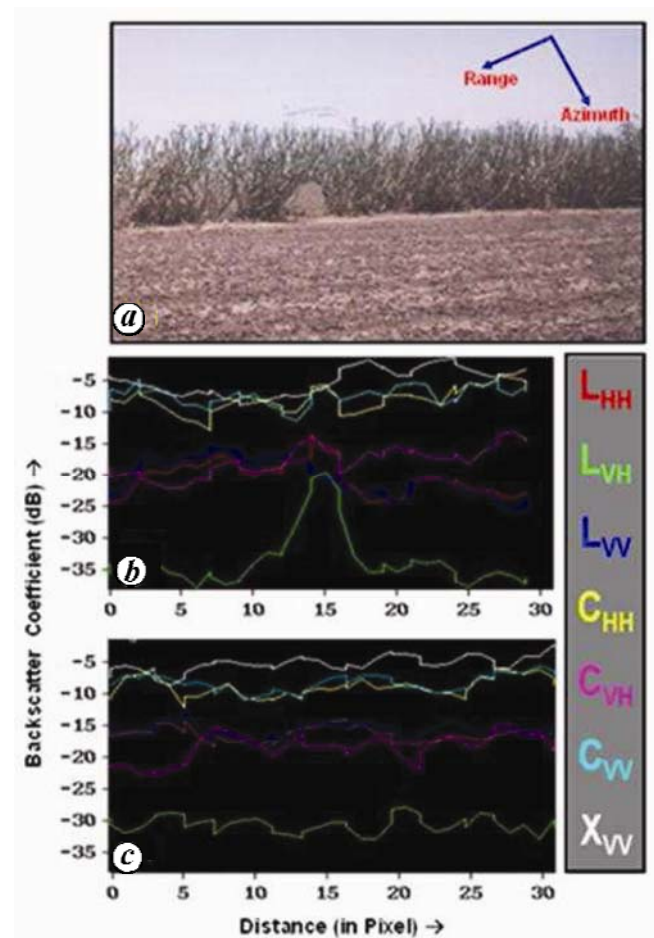 Range
Azimuth
a
Backscatter Coefficient (dB) →
-5
-10
-15
-20
-25
-30
-35
b
0 5 10 15 20 25 30
-5
-10
-15
-20
-25
-30
-35
c
0 5 10 15 20 25 30
Distance (in Pixel) →
LHH
LVH
LVV
CHH
CVH
CVV
XVV